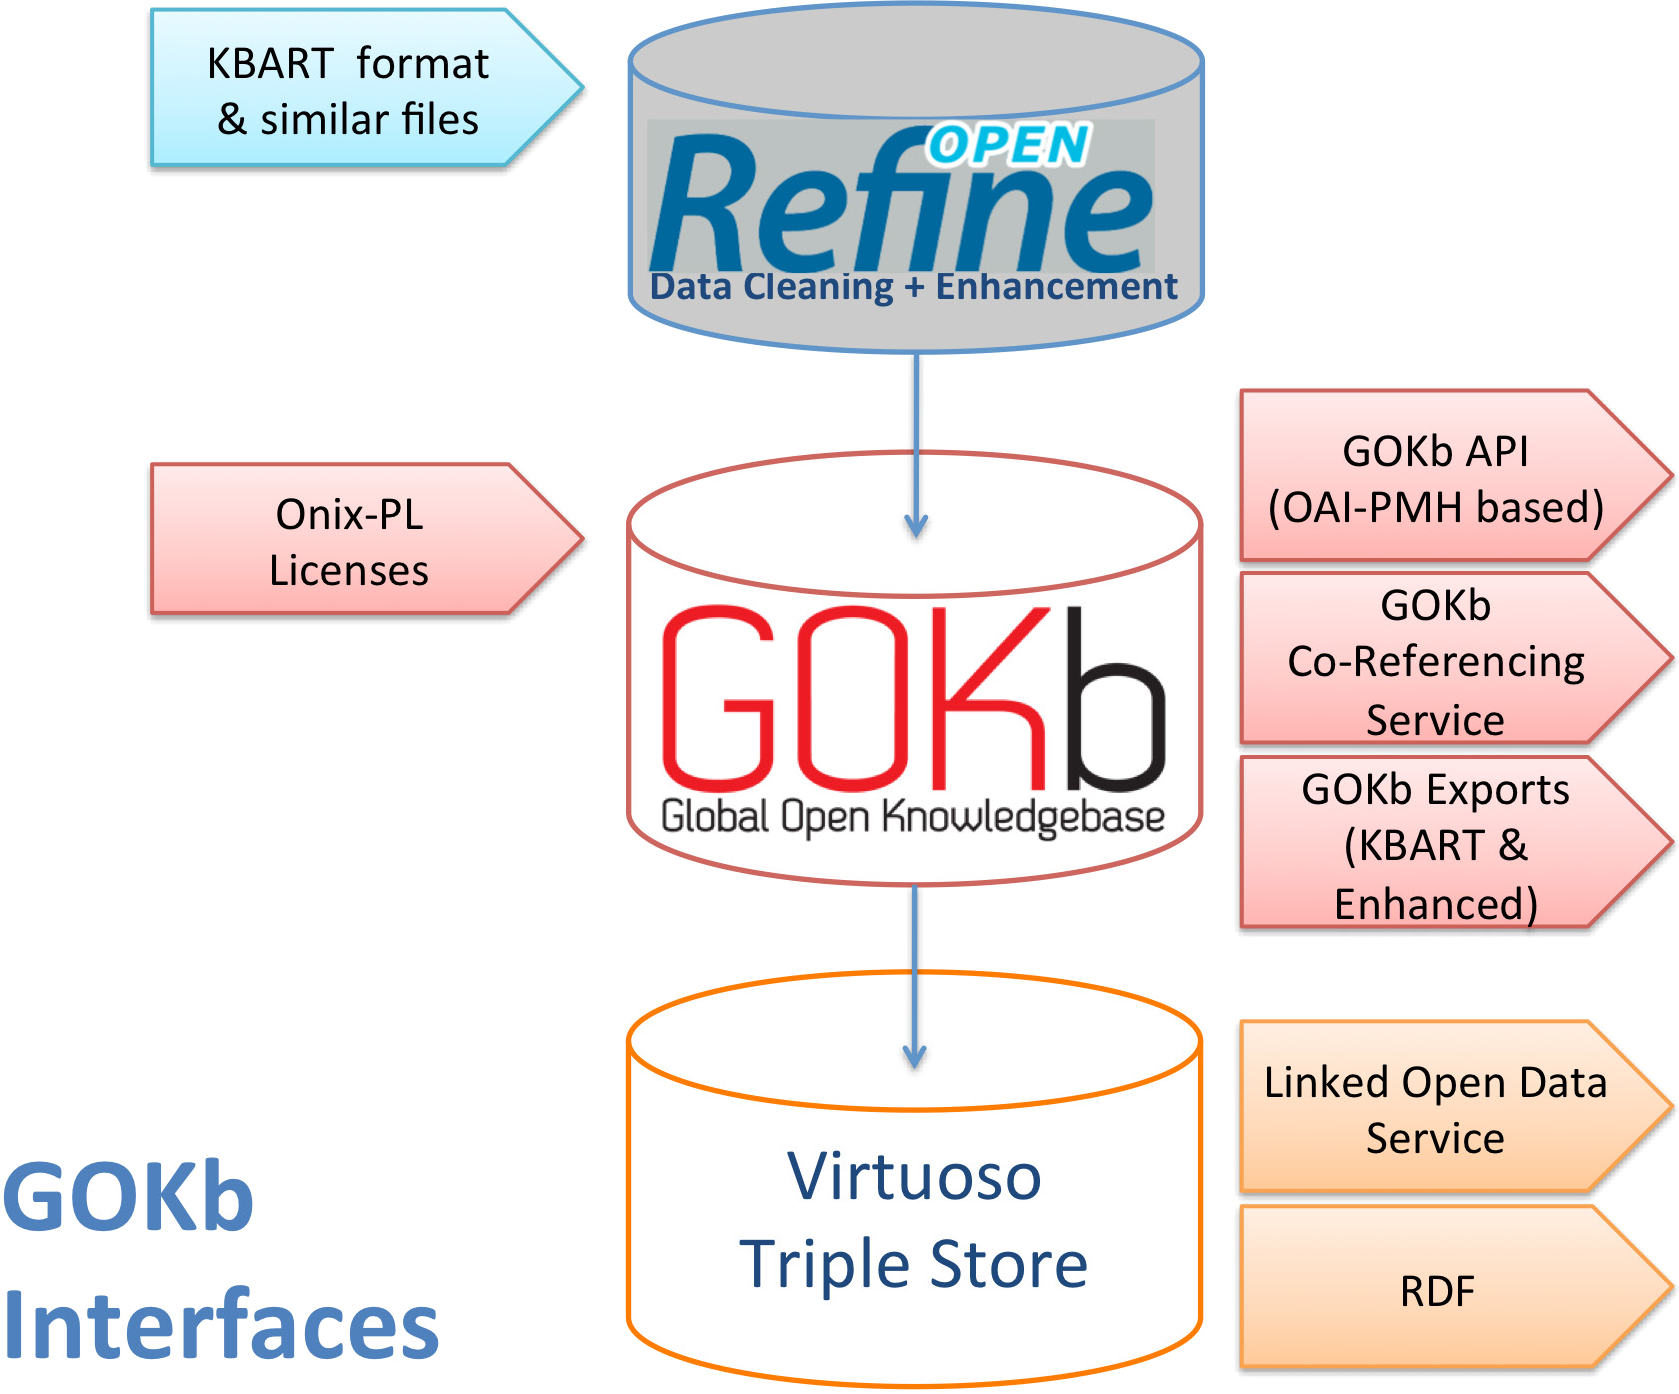 KBART format
& similar files
OPEN
Refine
Data Cleaning + Enhancement
Onix-PL
Licenses
GOKb
Global Open Knowledgebase
GOKb API
(OAI-PMH based)
GOKb
Co-Referencing
Service
GOKb Exports
(KBART &
Enhanced)
Virtuoso
Triple Store
Linked Open Data
Service
RDF
GOKb
Interfaces